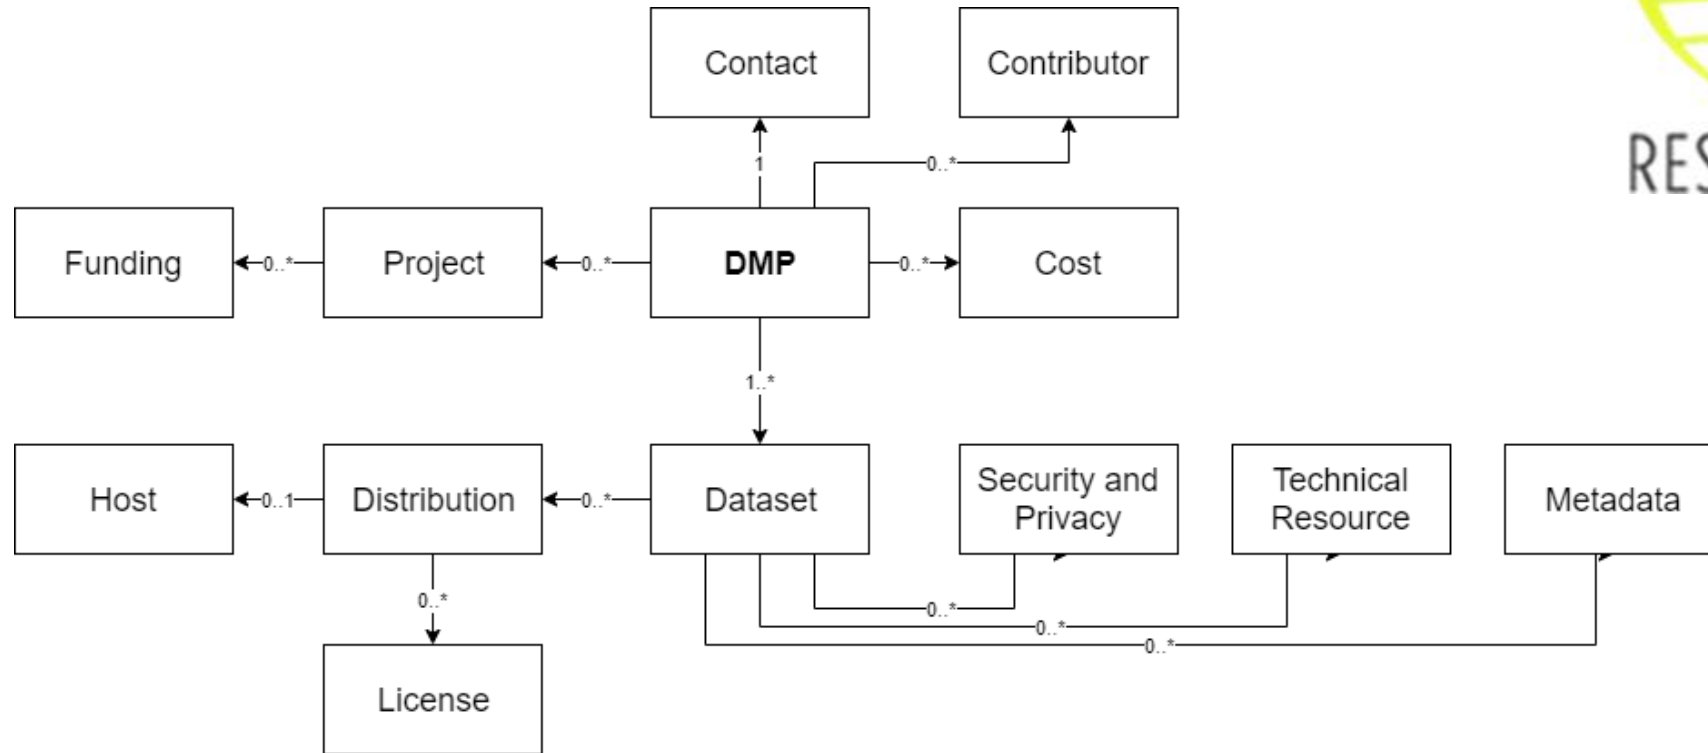 Contact
Contributor
RES
1
0..*
Funding
0..*
Project
0..*
DMP
0..*
Cost
1..*
Host
0..1
Distribution
0..*
Dataset
Security and
Privacy
Technical
Resource
Metadata
0..*
0..*
0..*
0..*
License